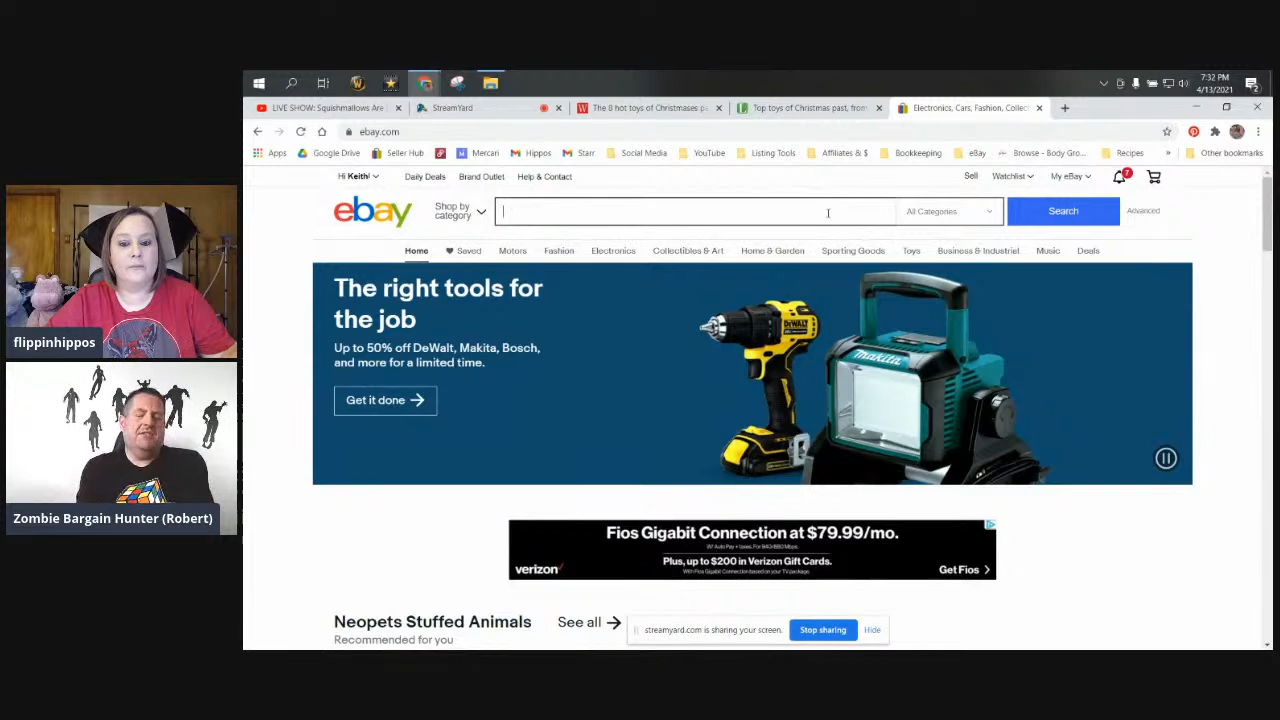 7:32 PM
4/13/2021
LIVE SHOW: Squishmallows Are
StreamYard
The 8 hot toys of Christmases pa
Top toys of Christmas past, from
Electronics, Cars, Fashion, Collec
ebay.com
Apps
Google Drive
Seller Hub
Mercari
Hippos
Starr
Social Media
YouTube
Listing Tools
Affiliates & $
Bookkeeping
eBay
Browse - Body Gro...
Recipes
»
Other bookmarks
Hi Keith!
Daily Deals
Brand Outlet
Help & Contact
Sell
Watchlist
My eBay
7
ebay
Shop by
category
All Categories
Search
Advanced
Home
Saved
Motors
Fashion
Electronics
Collectibles & Art
Home & Garden
Sporting Goods
Toys
Business & Industrial
Music
Deals
The right tools for
the job
Up to 50% off DeWalt, Makita, Bosch,
and more for a limited time.
Get it done
DEWALT
makita
flippinhippos
Zombie Bargain Hunter (Robert)
Fios Gigabit Connection at $79.99/mo.
Plus, up to $200 in Verizon Gift Cards.
verizon
Get Fios
Neopets Stuffed Animals
See all
Recommended for you
streamyard.com is sharing your screen.
Stop sharing
Hide